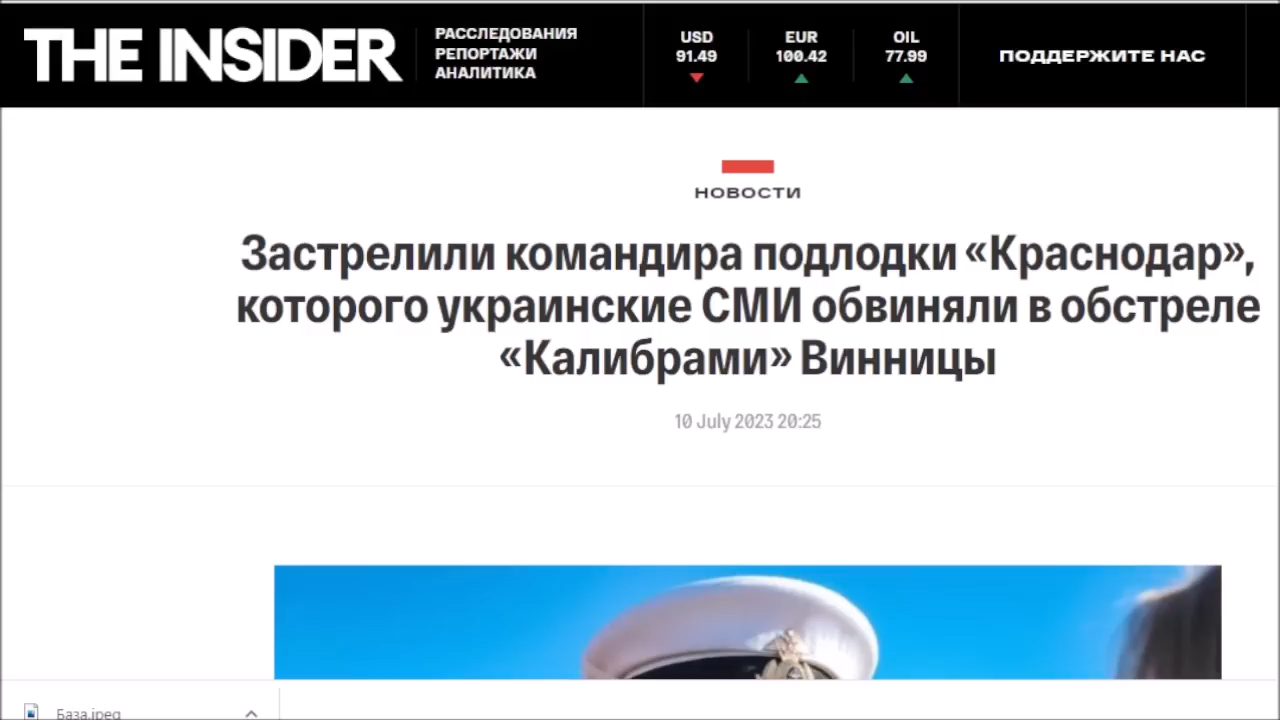 THE INSIDER
РАССЛЕДОВАНИЯ
РЕПОРТАЖИ
АНАЛИТИКА
USD
91.49
EUR
100.42
OIL
77.99
ПОДДЕРЖИТЕ НАС
НОВОСТИ
Застрелили командира подлодки «Краснодар»,
которого украинские СМИ обвиняли в обстреле
«Калибрами» Винницы
10 July 2023 20:25
База.jpeg